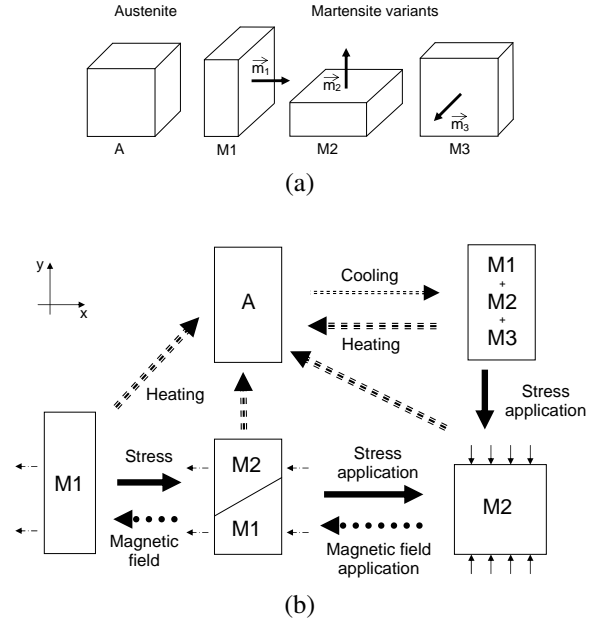 Austenite
Martensite variants
m1
m2
m3
A
M1
M2
M3
(a)
y
x
A
Cooling
Heating
M1
+
M2
+
M3
Heating
Stress
application
M1
Stress
Magnetic
field
M2
M1
Stress
application
Magnetic field
application
M2
(b)